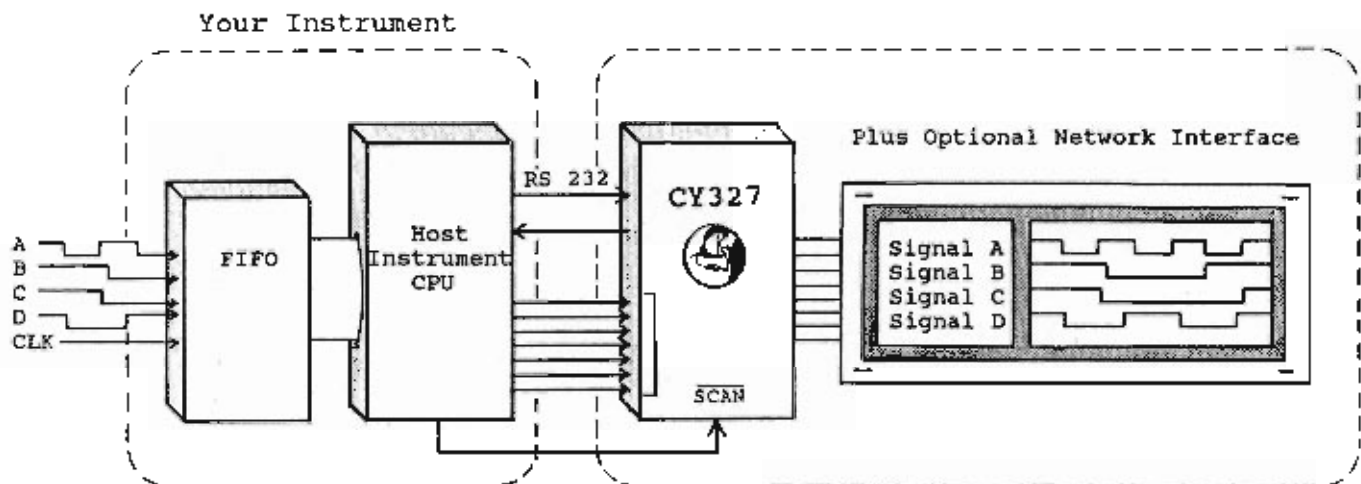 Your Instrument
Plus Optional Network Interface
RS 232
CY327
A
B
C
D
CLK
FIFO
Host
Instrument
CPU
Signal A
Signal B
Signal C
Signal D
SCAN